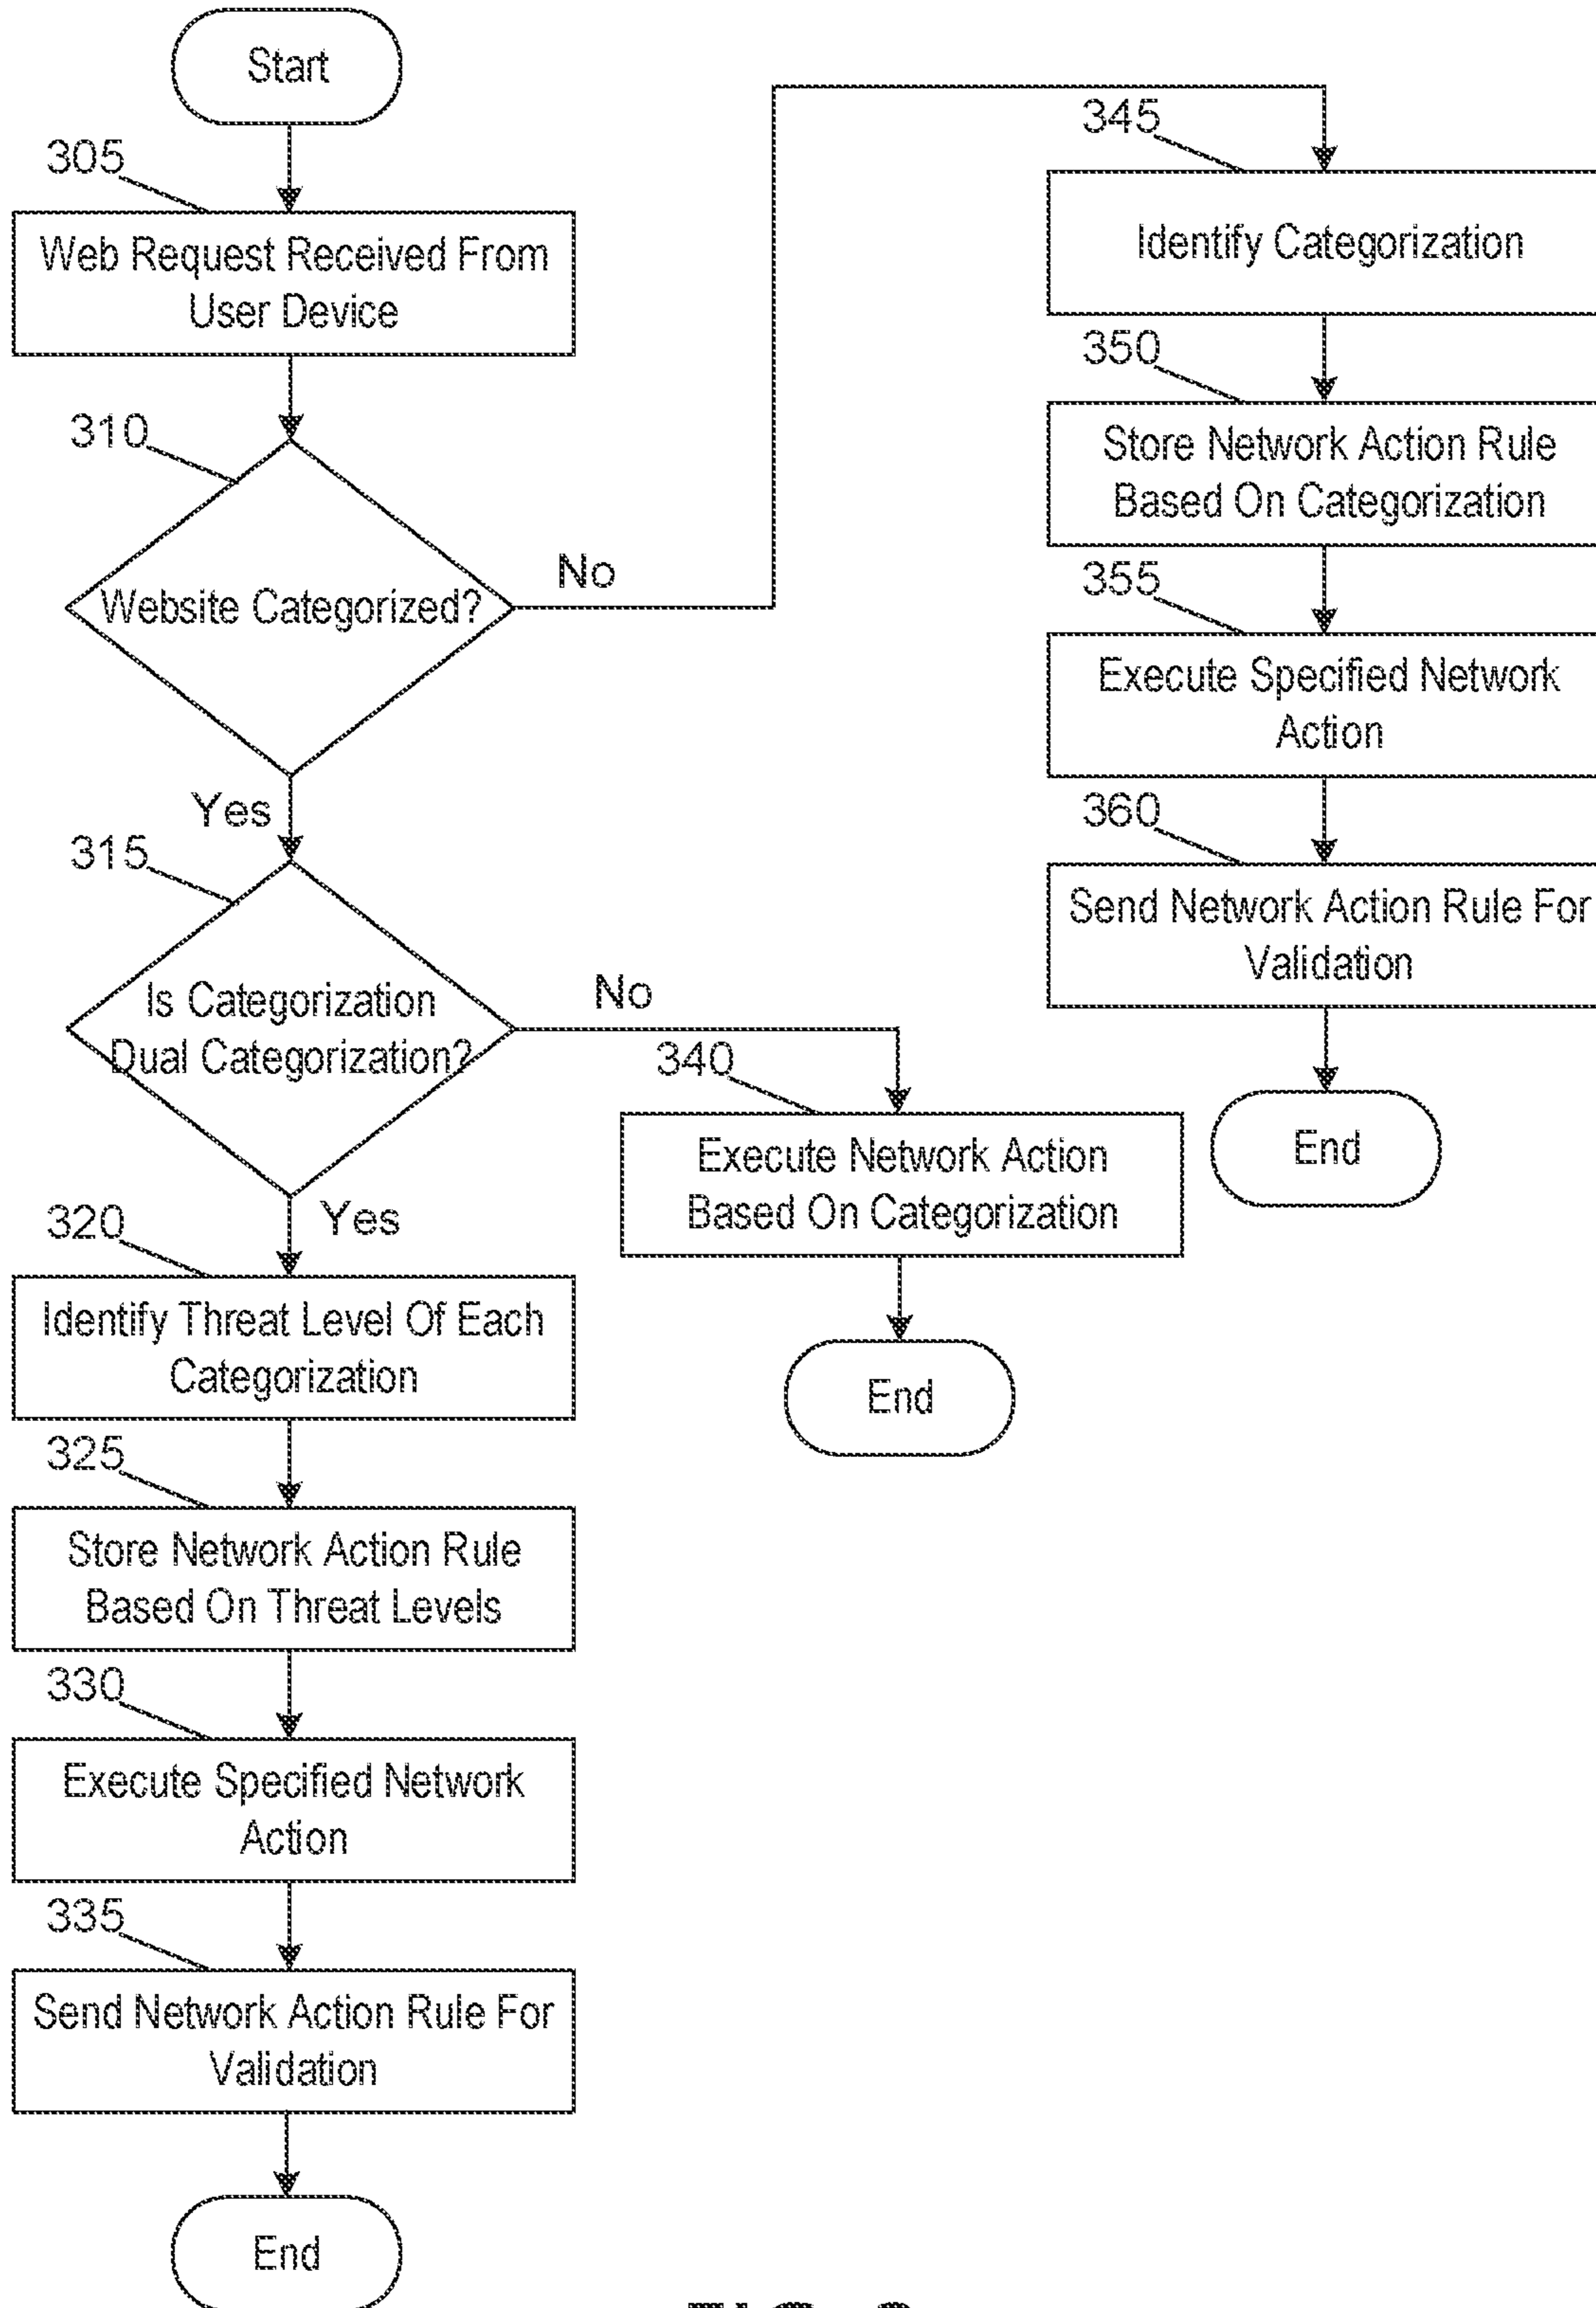 Start
305
Web Request Received From
User Device
310
Website Categorized?
No
Yes
315
Is Categorization
Dual Categorization?
No
Yes
320
Identify Threat Level Of Each
Categorization
325
Store Network Action Rule
Based On Threat Levels
330
Execute Specified Network
Action
335
Send Network Action Rule For
Validation
End
340
Execute Network Action
Based On Categorization
End
345
Identify Categorization
350
Store Network Action Rule
Based On Categorization
355
Execute Specified Network
Action
360
Send Network Action Rule For
Validation
End